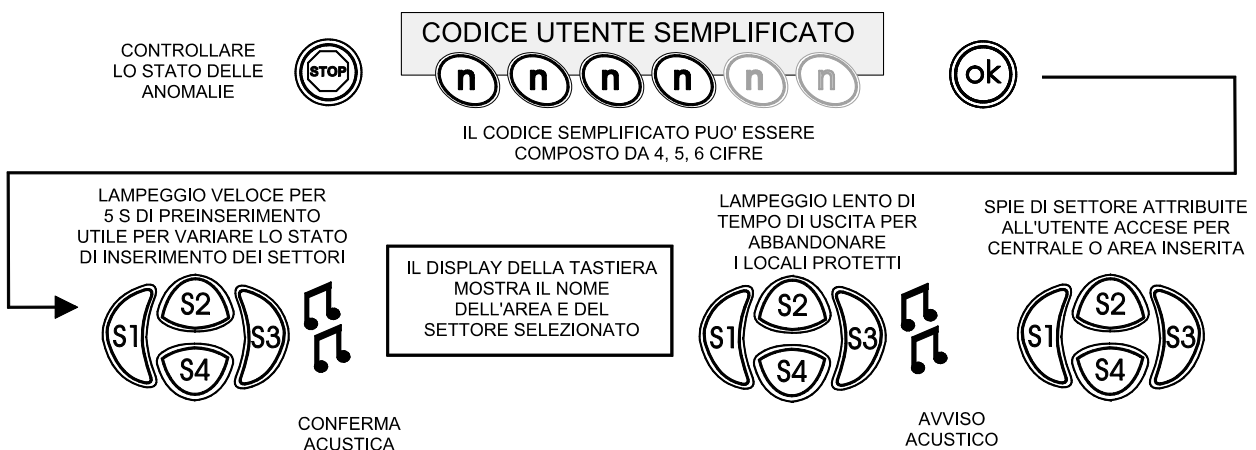 CONTROLLARE
LO STATO DELLE
ANOMALIE
STOP
CODICE UTENTE SEMPLIFICATO
n n n n n n
ok
IL CODICE SEMPLIFICATO PUO' ESSERE
COMPOSTO DA 4, 5, 6 CIFRE
LAMPEGGIO VELOCE PER
5 S DI PREINSERIMENTO
UTILE PER VARIARE LO STATO
DI INSERIMENTO DEI SETTORI
S1 S2 S3 S4
CONFERMA
ACUSTICA
IL DISPLAY DELLA TASTIERA
MOSTRA IL NOME
DELL'AREA E DEL
SETTORE SELEZIONATO
LAMPEGGIO LENTO DI
TEMPO DI USCITA PER
ABBANDONARE
I LOCALI PROTETTI
S1 S2 S3 S4
AVVISO
ACUSTICO
SPIE DI SETTORE ATTRIBUITE
ALL'UTENTE ACCESE PER
CENTRALE O AREA INSERITA
S1 S2 S3 S4